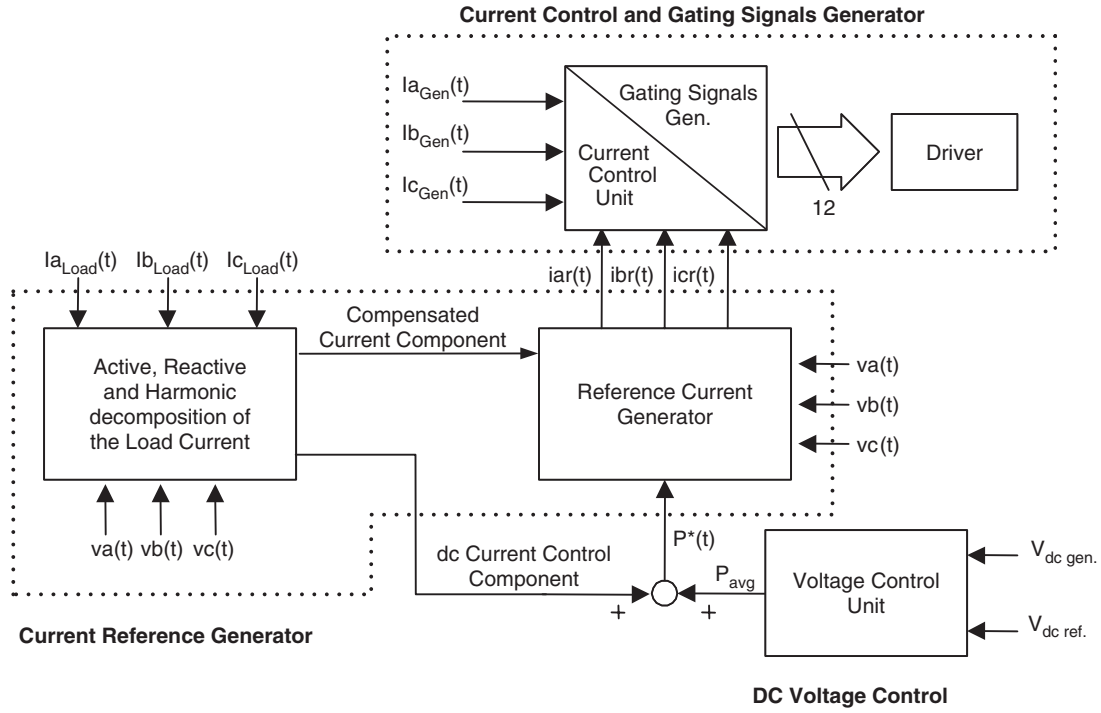 Current Control and Gating Signals Generator
Ia_Gen(t)
Ib_Gen(t)
Ic_Gen(t)
Gating Signals
Gen.
Current
Control
Unit
12
Driver
Ia_Load(t) Ib_Load(t) Ic_Load(t)
iar(t) ibr(t) icr(t)
Compensated
Current Component
Active, Reactive
and Harmonic
decomposition of
the Load Current
Reference Current
Generator
va(t)
vb(t)
vc(t)
va(t) vb(t) vc(t)
dc Current Control
Component
P*(t)
P_avg
+ +
Voltage Control
Unit
V_dc gen.
V_dc ref.
Current Reference Generator
DC Voltage Control